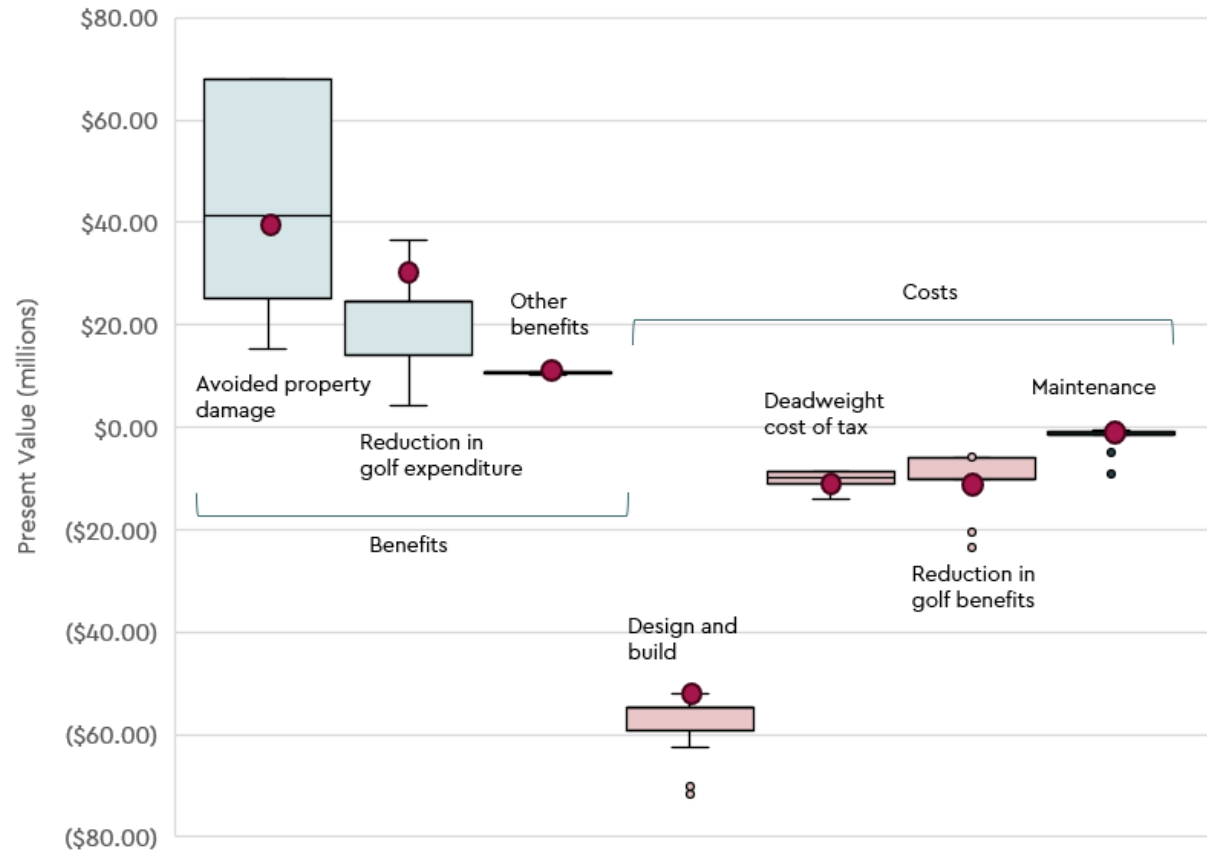 Present Value (millions)
$80.00
$60.00
$40.00
$20.00
$0.00
($20.00)
($40.00)
($60.00)
($80.00)
Avoided property
damage
Reduction in
golf expenditure
Other
benefits
Benefits
Costs
Design and
build
Deadweight
cost of tax
Reduction in
golf benefits
Maintenance